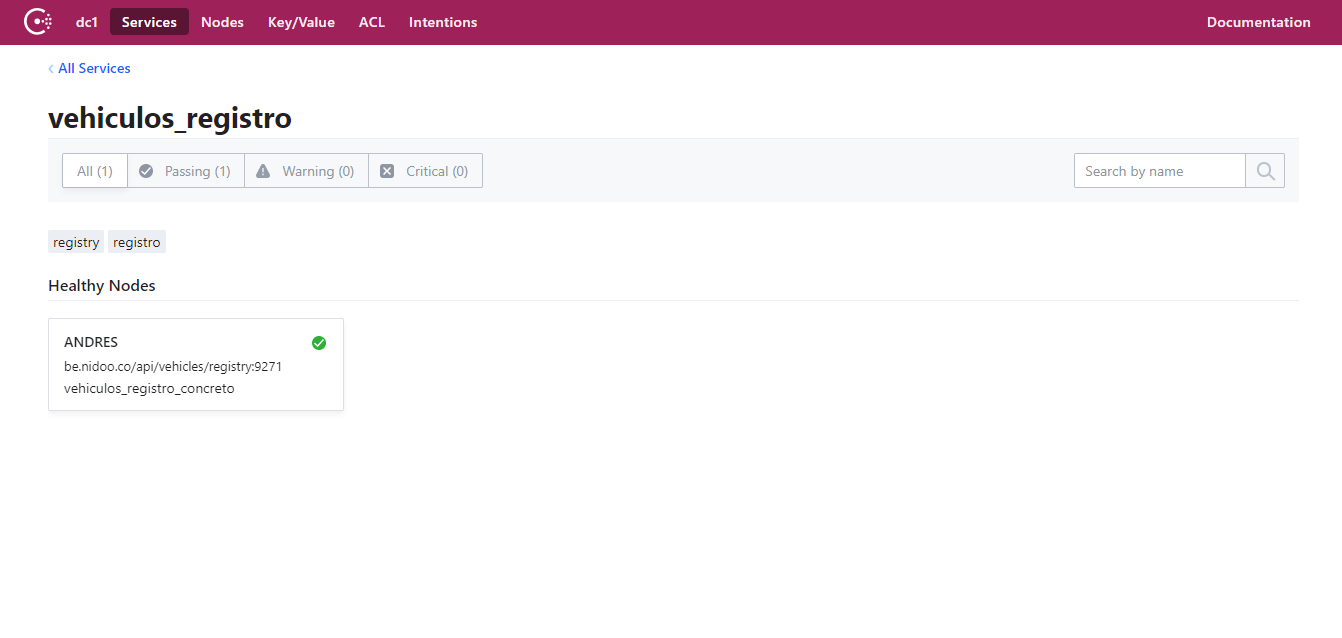 dc1 Services Nodes Key/Value ACL Intentions Documentation
‹ All Services
vehiculos_registro
All (1) Passing (1) Warning (0) Critical (0) Search by name
registry registro
Healthy Nodes
ANDRES
be.nidoo.co/api/vehicles/registry:9271
vehiculos_registro_concreto